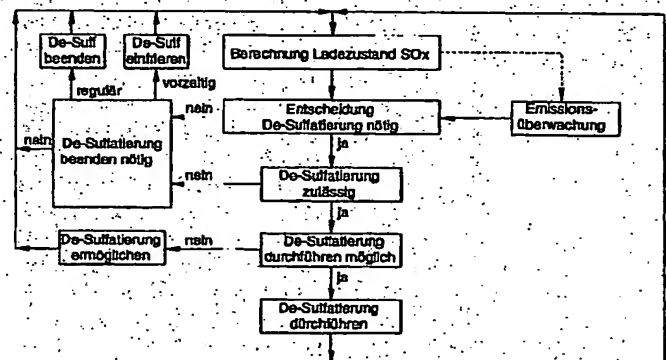 De-Sulf
beenden
De-Sulf
einfrieren
Berechnung Ladezustand SOx
regulär
vorzeitig
De-Sulfatierung
beenden nötig
nein
Entscheidung
De-Sulfatierung nötig
Emissions-
überwachung
nein
ja
nein
De-Sulfatierung
zulässig
ja
De-Sulfatierung
ermöglichen
nein
De-Sulfatierung
durchführen möglich
ja
De-Sulfatierung
durchführen